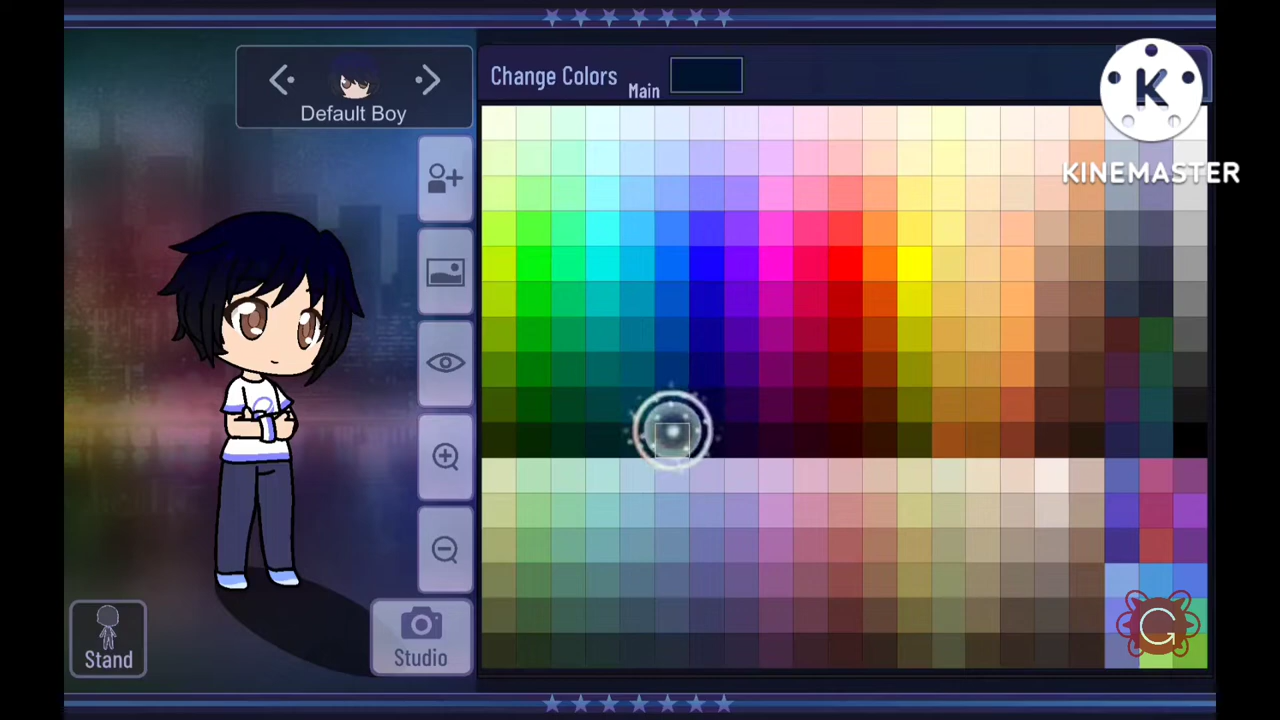 Change Colors
Main
Default Boy
K
KINEMASTER
Stand
Studio
G